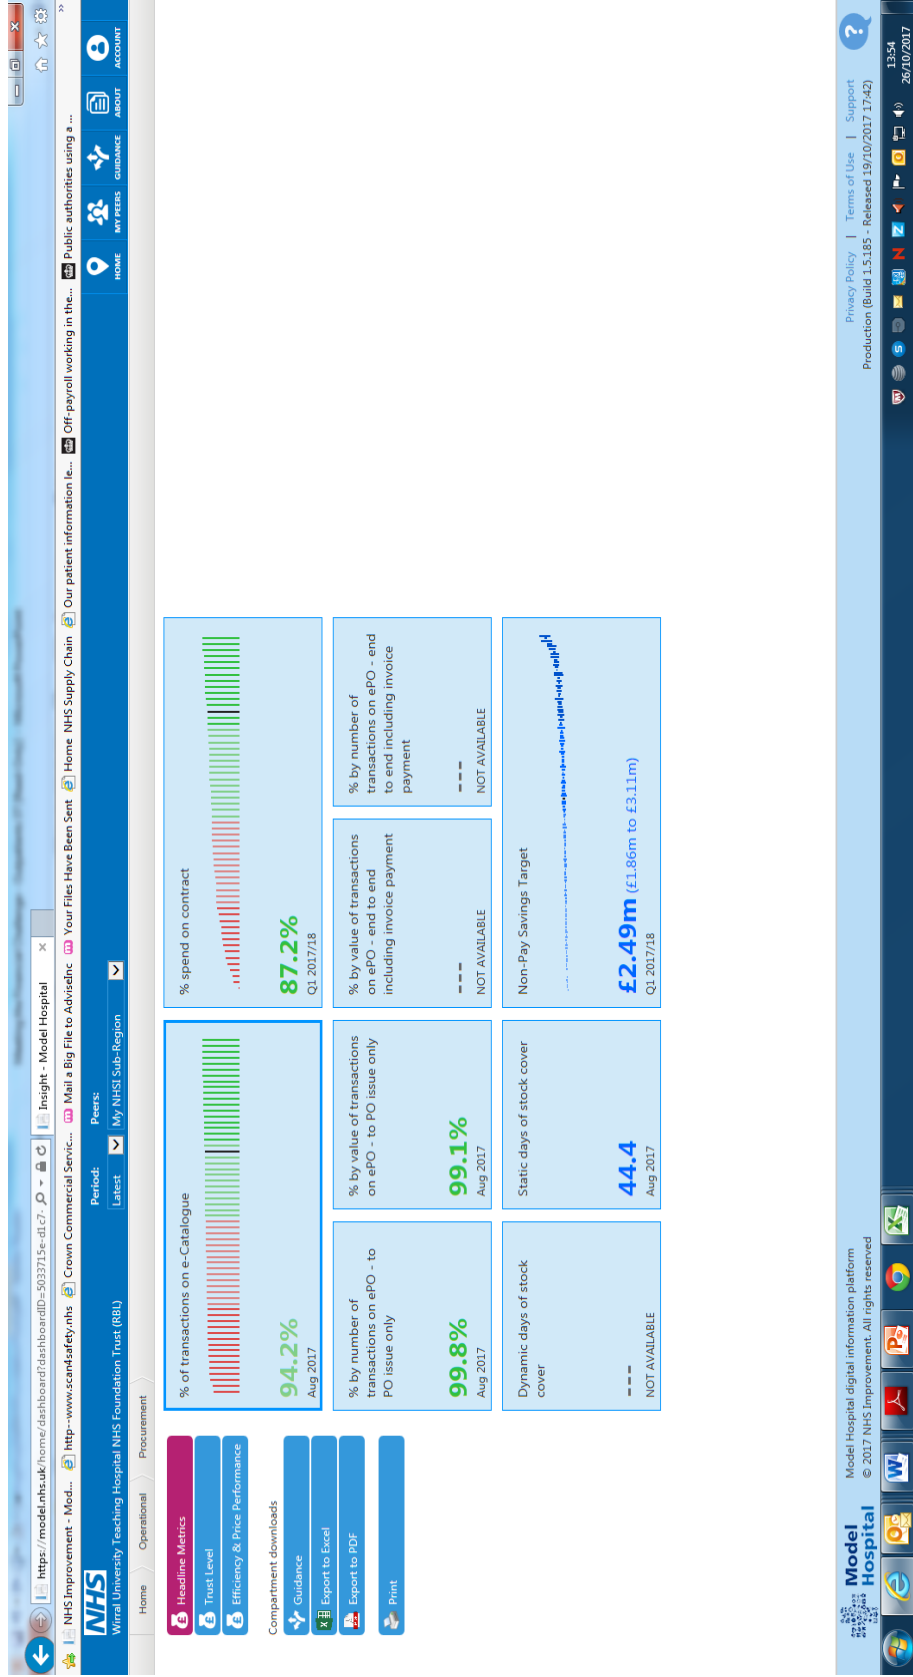 https://model.nhs.uk/home/dashboard?dashboardID=5033715e-d1c7-
Insight - Model Hospital
NHS Improvement - Mod...
http--www.scan4safety.nhs
Crown Commercial Servic...
Mail a Big File to AdviseInc
Your Files Have Been Sent
Home NHS Supply Chain
Our patient information le...
Off-payroll working in the...
Public authorities using a ...
NHS
Wirral University Teaching Hospital NHS Foundation Trust (RBL)
Period:
Latest
Peers:
My NHSI Sub-Region
HOME
MY PEERS
GUIDANCE
ABOUT
ACCOUNT
Home
Operational
Procurement
Headline Metrics
Trust Level
Efficiency & Price Performance
Compartment downloads
Guidance
Export to Excel
Export to PDF
Print
% of transactions on e-Catalogue
94.2%
Aug 2017
% spend on contract
87.2%
Q1 2017/18
% by number of
transactions on ePO - to
PO issue only
99.8%
Aug 2017
% by value of transactions
on ePO - to PO issue only
99.1%
Aug 2017
% by value of transactions
on ePO - end to end
including invoice payment
---
NOT AVAILABLE
% by number of
transactions on ePO - end
to end including invoice
payment
---
NOT AVAILABLE
Dynamic days of stock
cover
---
NOT AVAILABLE
Static days of stock cover
44.4
Aug 2017
Non-Pay Savings Target
£2.49m (£1.86m to £3.11m)
Q1 2017/18
Model
Hospital
Model Hospital digital information platform
© 2017 NHS Improvement. All rights reserved
Privacy Policy | Terms of Use | Support
Production (Build 1.5.185 - Released 19/10/2017 17:42)
13:54
26/10/2017